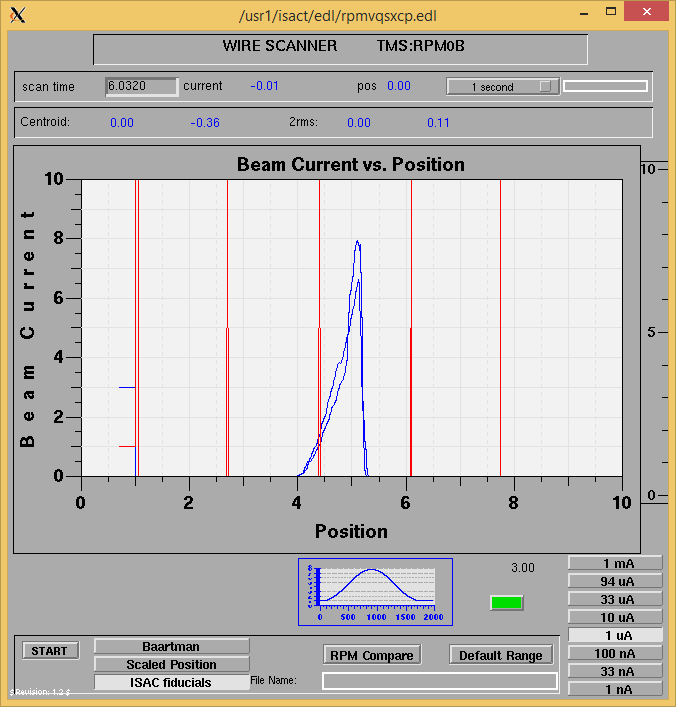 /usr1/isact/edl/rpmvqsxcp.edl
WIRE SCANNER TMS:RPM0B
scan time 6.0320 current -0.01 pos 0.00 1 second
Centroid: 0.00 -0.36 2rms: 0.00 0.11
Beam Current vs. Position
Beam Current
10
8
6
4
2
0
0 2 4 6 8 10
Position
10
5
0
8
0 500 1000 1500 2000
3.00
1 mA
94 uA
33 uA
10 uA
1 uA
100 nA
33 nA
1 nA
START
Baartman
Scaled Position
ISAC fiducials
RPM Compare
Default Range
File Name:
$Revision: 1.2 $